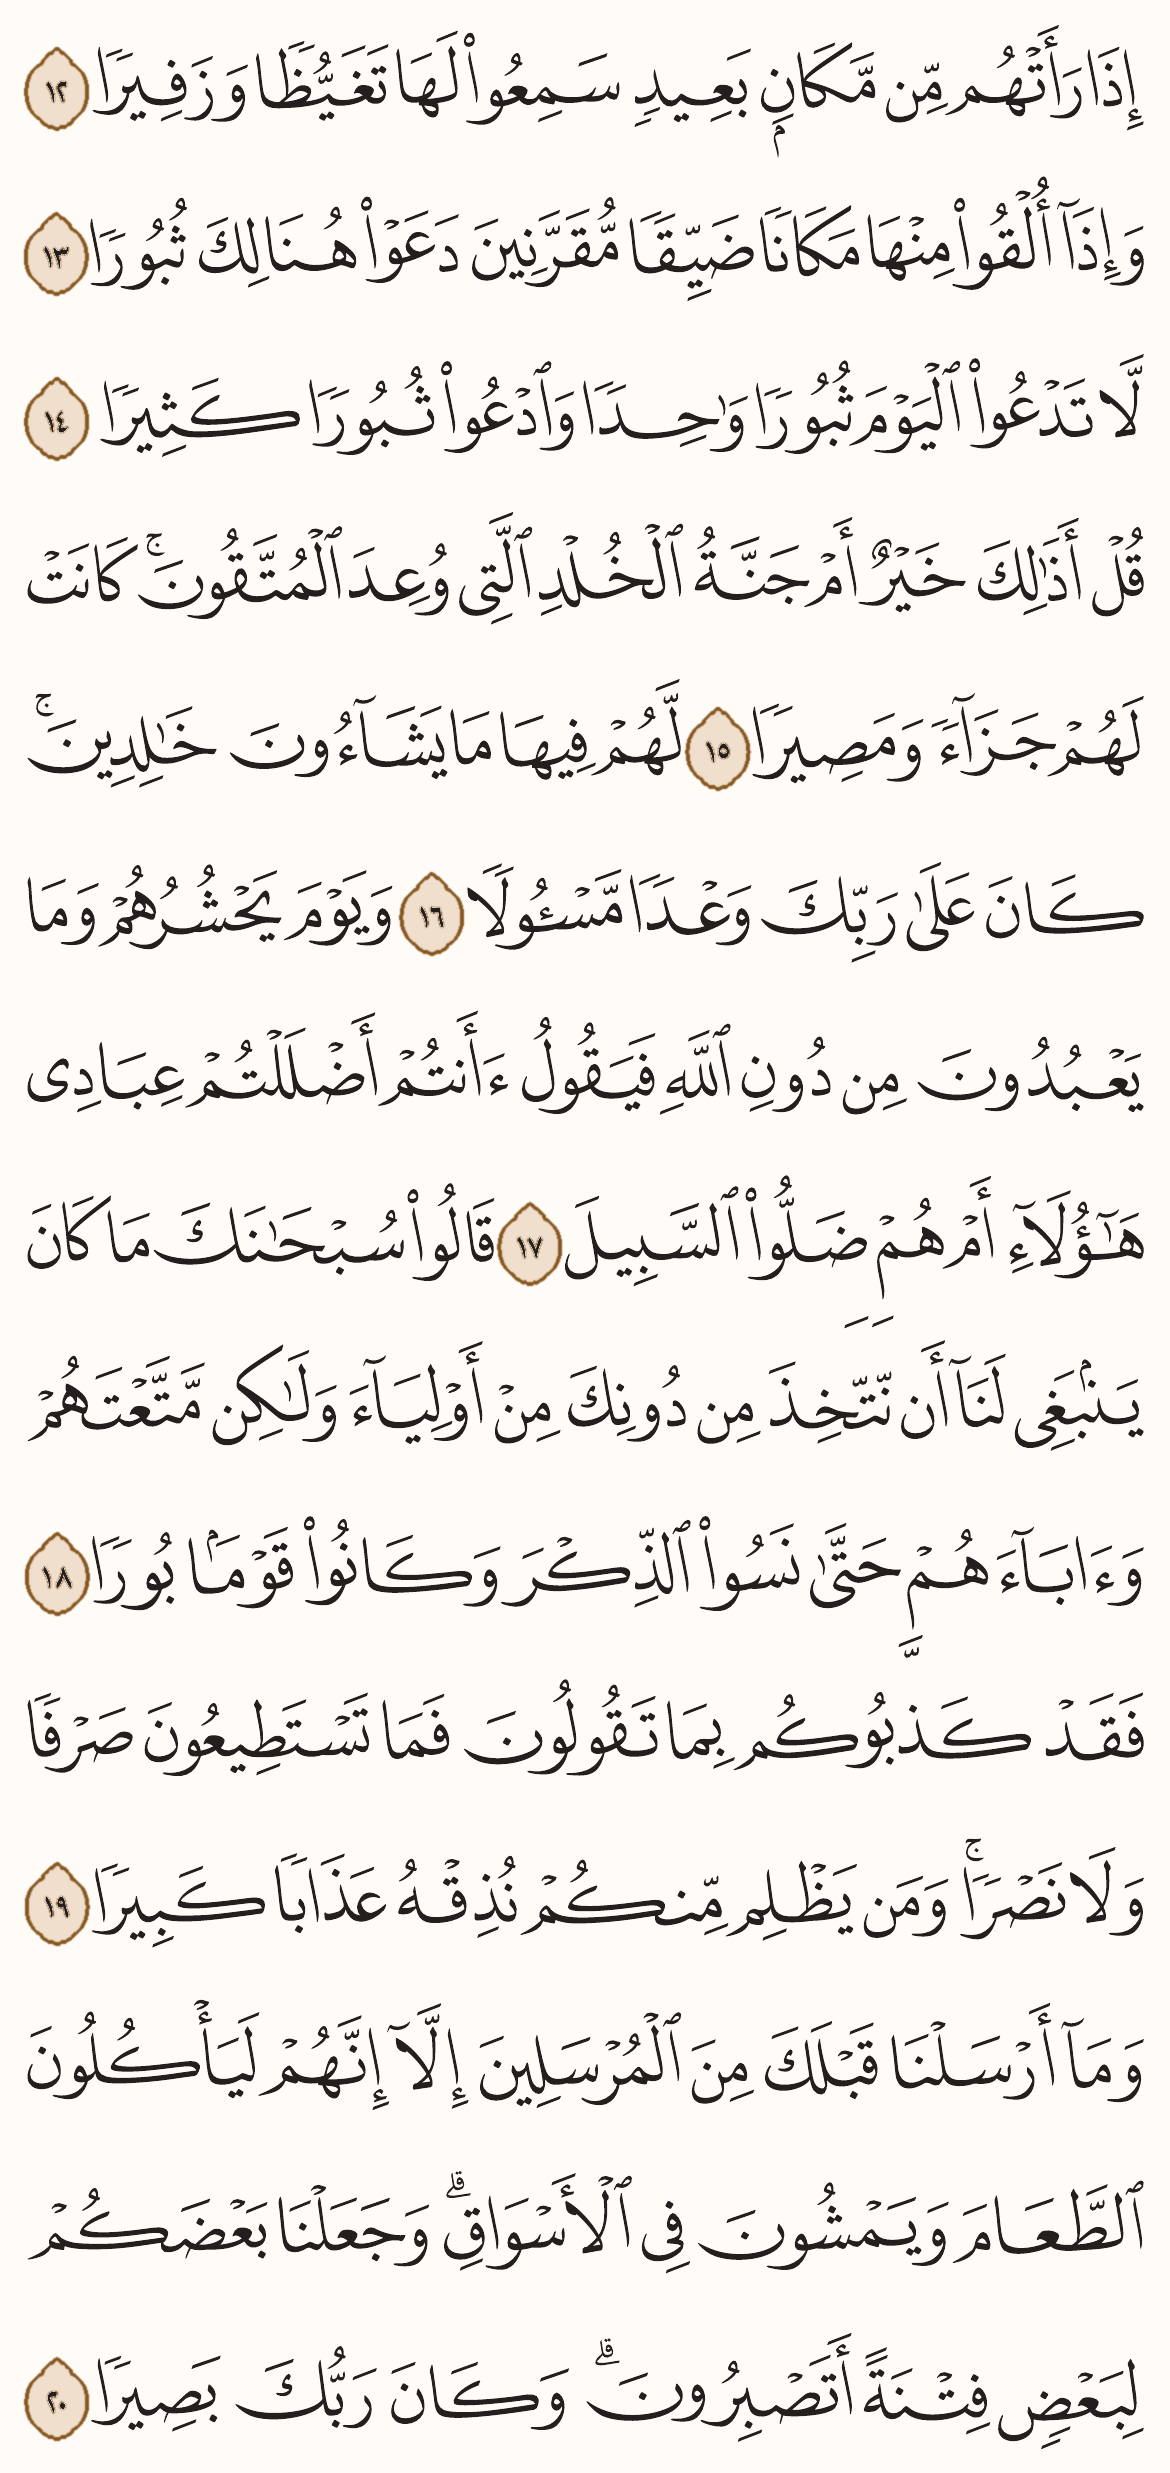 إِذَا رَأَتْهُم مِّن مَّكَانِۭ بَعِيدٍ سَمِعُوا۟ لَهَا تَغَيُّظًا وَزَفِيرًا ١٢
وَإِذَآ أُلْقُوا۟ مِنْهَا مَكَانًا ضَيِّقًا مُّقَرَّنِينَ دَعَوْا۟ هُنَالِكَ ثُبُورًا ١٣
لَّا تَدْعُوا۟ ٱلْيَوْمَ ثُبُورًا وَٰحِدًا وَٱدْعُوا۟ ثُبُورًا كَثِيرًا ١٤
قُلْ أَذَٰلِكَ خَيْرٌ أَمْ جَنَّةُ ٱلْخُلْدِ ٱلَّتِى وُعِدَ ٱلْمُتَّقُونَ ۚ كَانَتْ
لَهُمْ جَزَآءً وَمَصِيرًا ١٥ لَّهُمْ فِيهَا مَا يَشَآءُونَ خَٰلِدِينَ ۚ
كَانَ عَلَىٰ رَبِّكَ وَعْدًا مَّسْـُٔولًا ١٦ وَيَوْمَ يَحْشُرُهُمْ وَمَا
يَعْبُدُونَ مِن دُونِ ٱللَّهِ فَيَقُولُ ءَأَنتُمْ أَضْلَلْتُمْ عِبَادِى
هَٰٓؤُلَآءِ أَمْ هُمْ ضَلُّوا۟ ٱلسَّبِيلَ ١٧ قَالُوا۟ سُبْحَٰنَكَ مَا كَانَ
يَنۢبَغِى لَنَآ أَن نَّتَّخِذَ مِن دُونِكَ مِنْ أَوْلِيَآءَ وَلَٰكِن مَّتَّعْتَهُمْ
وَءَابَآءَهُمْ حَتَّىٰ نَسُوا۟ ٱلذِّكْرَ وَكَانُوا۟ قَوْمًۢا بُورًا ١٨
فَقَدْ كَذَّبُوكُم بِمَا تَقُولُونَ فَمَا تَسْتَطِيعُونَ صَرْفًا
وَلَا نَصْرًا ۚ وَمَن يَظْلِم مِّنكُمْ نُذِقْهُ عَذَابًا كَبِيرًا ١٩
وَمَآ أَرْسَلْنَا قَبْلَكَ مِنَ ٱلْمُرْسَلِينَ إِلَّآ إِنَّهُمْ لَيَأْكُلُونَ
ٱلطَّعَامَ وَيَمْشُونَ فِى ٱلْأَسْوَاقِ ۗ وَجَعَلْنَا بَعْضَكُمْ
لِبَعْضٍ فِتْنَةً أَتَصْبِرُونَ ۗ وَكَانَ رَبُّكَ بَصِيرًا ٢٠